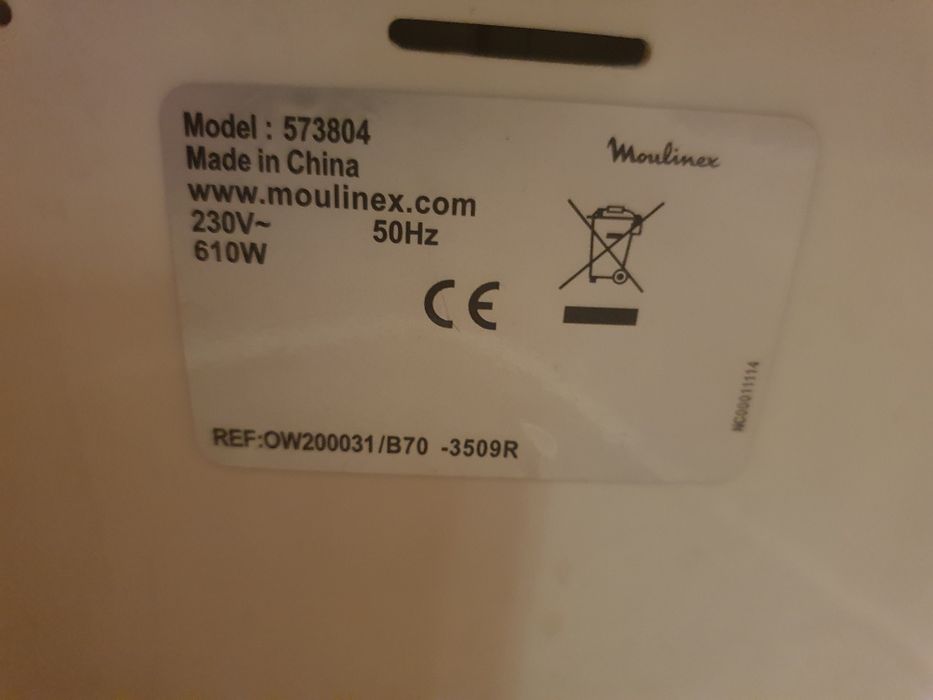 Model : 573804
Made in China
www.moulinex.com
230V~ 50Hz
610W
Moulinex
CE
REF:OW200031/B70 -3509R
NC00011114